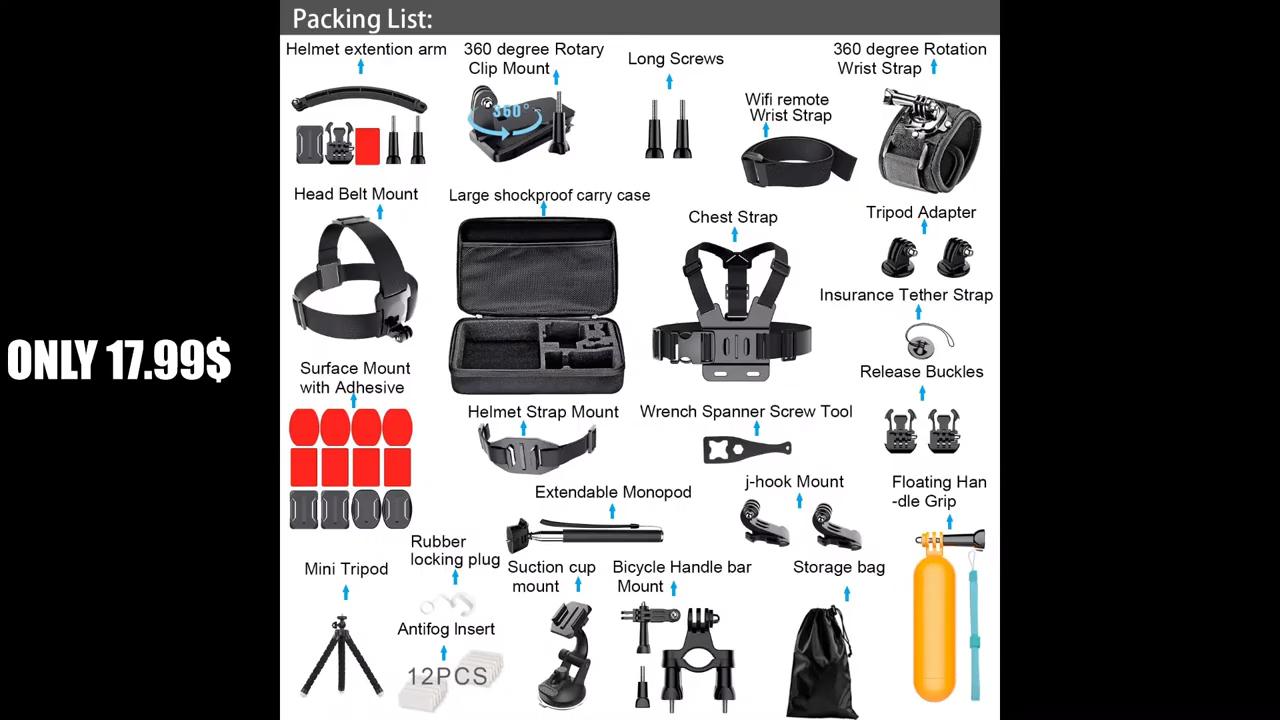 Packing List:
Helmet extention arm
360 degree Rotary
Clip Mount
360°
Long Screws
Wifi remote
Wrist Strap
360 degree Rotation
Wrist Strap
Head Belt Mount
Large shockproof carry case
Chest Strap
Tripod Adapter
Insurance Tether Strap
ONLY 17.99$
Surface Mount
with Adhesive
Helmet Strap Mount
Wrench Spanner Screw Tool
Release Buckles
Extendable Monopod
j-hook Mount
Floating Han
-dle Grip
Mini Tripod
Rubber
locking plug
Antifog Insert
12PCS
Suction cup
mount
Bicycle Handle bar
Mount
Storage bag